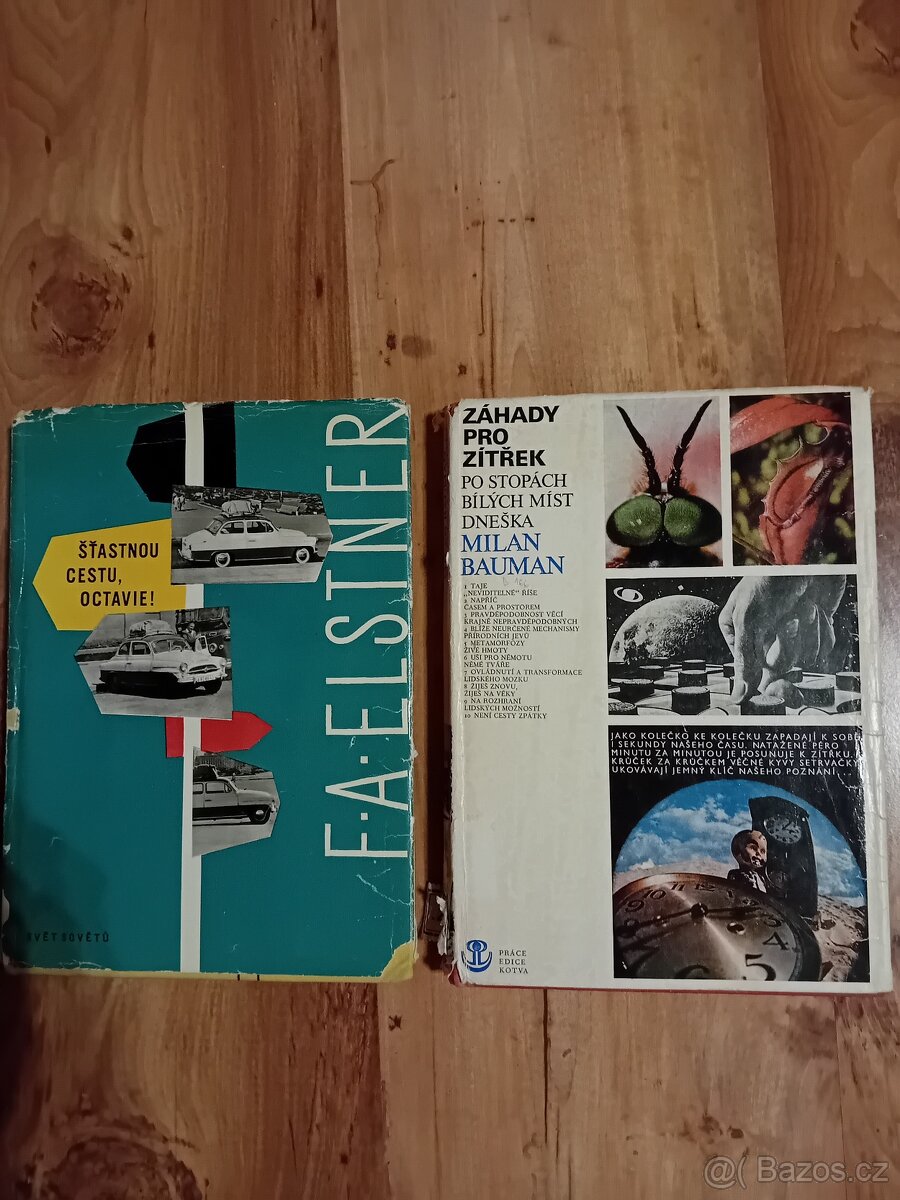 ŠŤASTNOU
CESTU,
OCTAVIE!
F·A·ELSTNER
SVĚT SOVĚTŮ
ZÁHADY
PRO
ZÍTŘEK
PO STOPÁCH
BÍLÝCH MÍST
DNEŠKA
MILAN
BAUMAN
1 TAJE
„NEVIDITELNÉ“ ŘÍŠE
2 NAPŘÍČ
ČASEM A PROSTOREM
3 PRAVDĚPODOBNOST VĚCÍ
KRAJNĚ NEPRAVDĚPODOBNÝCH
4 BLÍŽE NEURČENÉ MECHANISMY
PŘÍRODNÍCH JEVŮ
5 METAMORFÓZY
ŽIVÉ HMOTY
6 UŠI PRO NĚMOTU
NĚMÉ TVÁŘE
7 OVLÁDNUTÍ A TRANSFORMACE
LIDSKÉHO MOZKU
8 ŽIJEŠ ZNOVU,
ŽIJEŠ NA VĚKY
9 NA ROZHRANÍ
LIDSKÝCH MOŽNOSTÍ
10 NENÍ CESTY ZPÁTKY
JAKO KOLEČKO KE KOLEČKU ZAPADAJÍ K SOBĚ
I SEKUNDY NAŠEHO ČASU. NATAŽENÉ PÉRO
MINUTU ZA MINUTOU JE POSUNUJE K ZÍTŘKU.
KRŮČEK ZA KRŮČKEM VĚČNÉ KYVY SETRVAČKY
UKOVÁVAJÍ JEMNÝ KLÍČ NAŠEHO POZNÁNÍ...
PRÁCE
EDICE
KOTVA
@ Bazos.cz